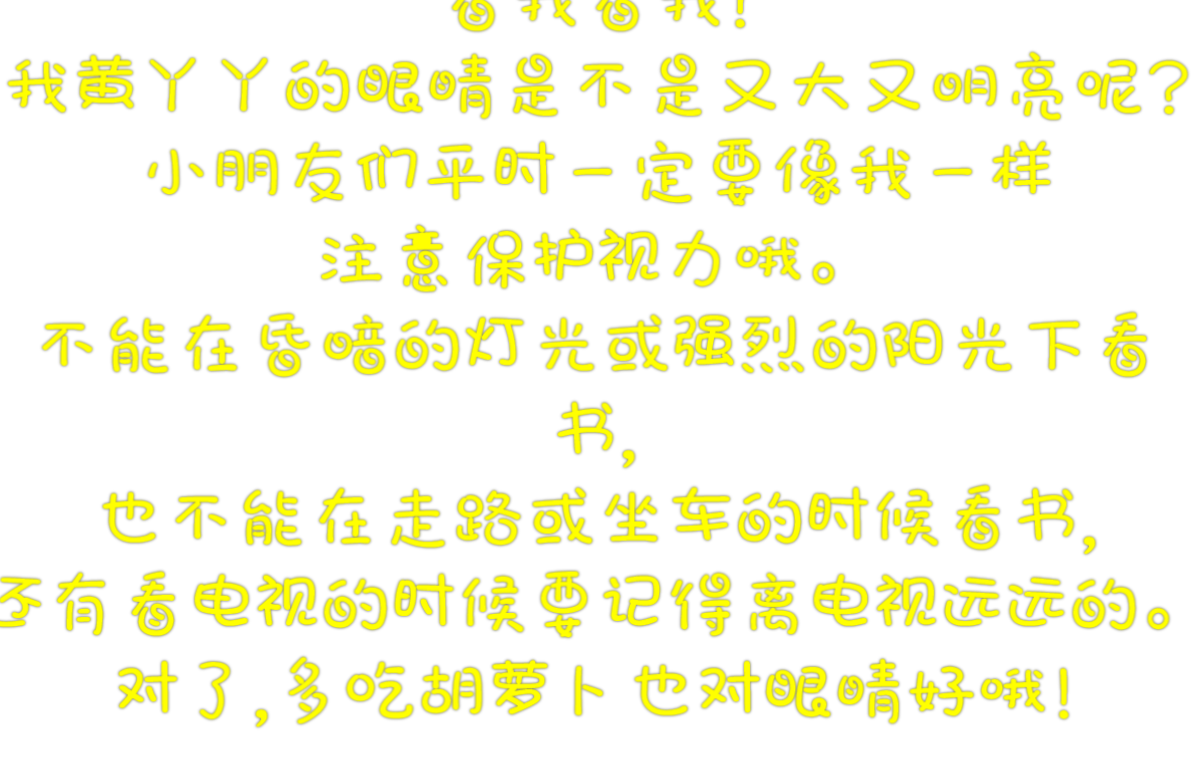 看我看我!
我黄丫丫的眼睛是不是又大又明亮呢?
小朋友们平时一定要像我一样
注意保护视力哦。
不能在昏暗的灯光或强烈的阳光下看
书,
也不能在走路或坐车的时候看书,
还有看电视的时候要记得离电视远远的。
对了,多吃胡萝卜也对眼睛好哦!